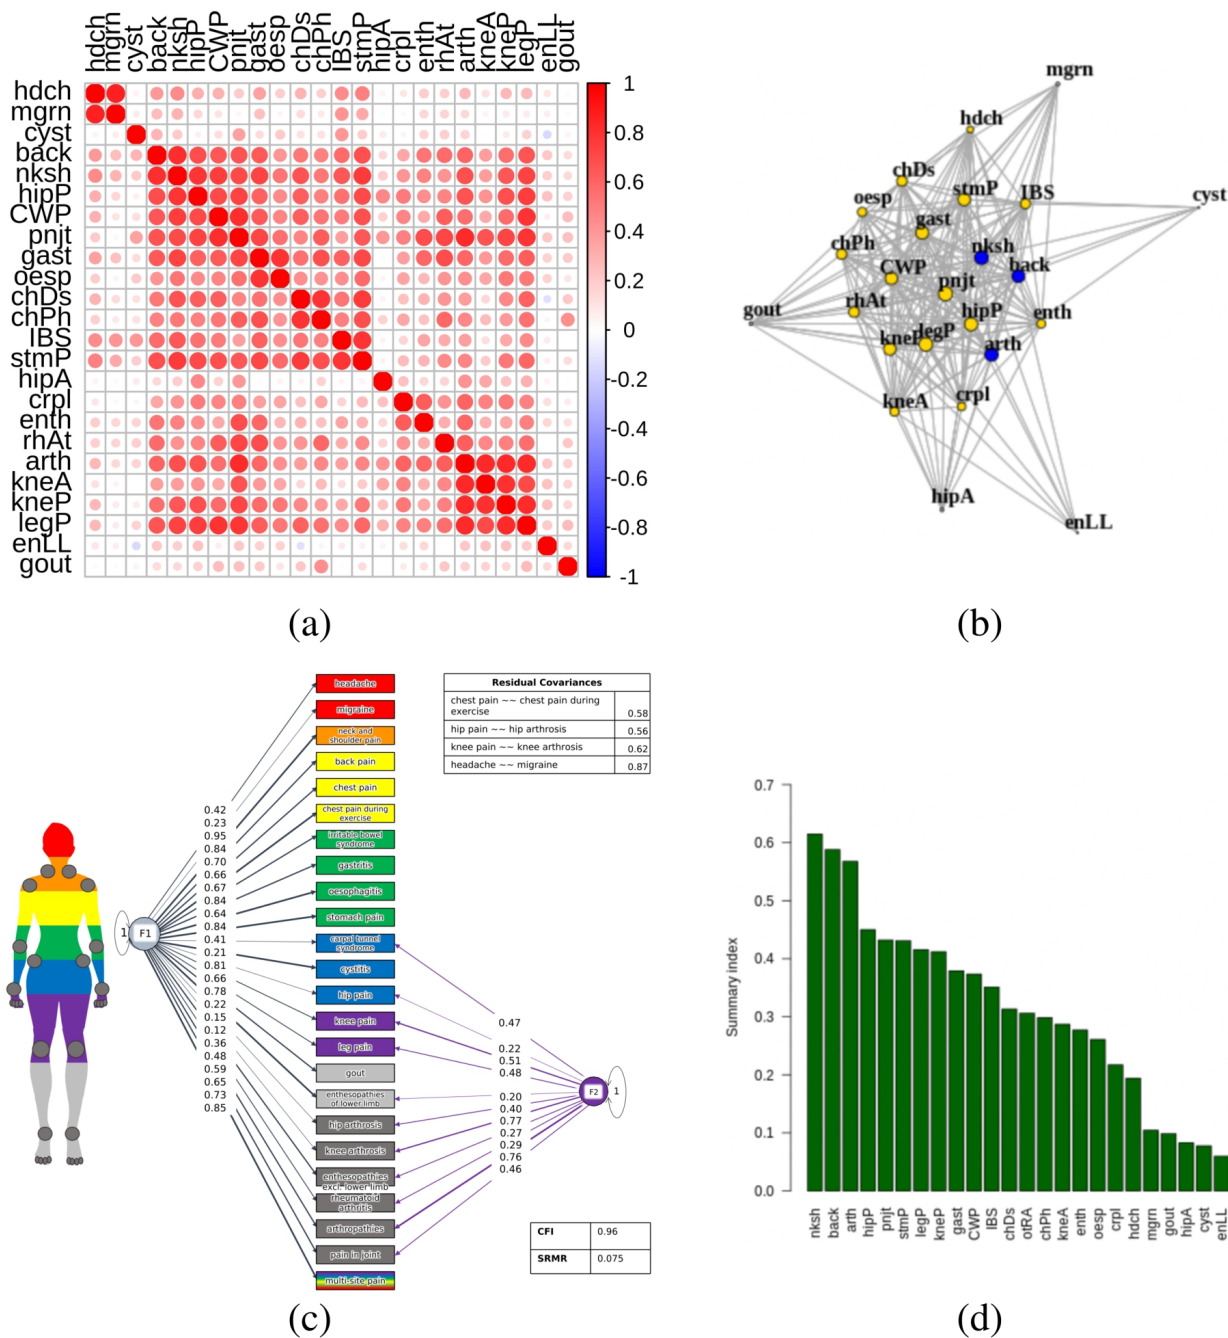 hdch
mgrn
cyst
back
nksh
hipP
CWP
pnjt
gast
oesp
chDs
chPh
IBS
stmP
hipA
crpl
enth
rhAt
arth
kneA
kneP
legP
enLL
gout
hdch
mgrn
cyst
back
nksh
hipP
CWP
pnjt
gast
oesp
chDs
chPh
IBS
stmP
hipA
crpl
enth
rhAt
arth
kneA
kneP
legP
enLL
gout
1
0.8
0.6
0.4
0.2
0
-0.2
-0.4
-0.6
-0.8
-1
(a)
mgrn
hdch
chDs
stmP
IBS
cyst
oesp
gast
chPh
nksh
back
CWP
pnjt
rhAt
hipP
enth
gout
kneP
legP
arth
kneA
crpl
hipA
enLL
(b)
headache
migraine
neck and
shoulder pain
back pain
chest pain
chest pain during
exercise
irritable bowel
syndrome
gastritis
oesophagitis
stomach pain
carpal tunnel
syndrome
cystitis
hip pain
knee pain
leg pain
gout
enthesopathies
of lower limb
hip arthrosis
knee arthrosis
enthesopathies
excl. lower limb
rheumatoid
arthritis
arthropathies
pain in joint
multi-site pain
1
F1
0.42
0.23
0.95
0.84
0.70
0.66
0.67
0.84
0.64
0.84
0.41
0.21
0.81
0.66
0.78
0.22
0.15
0.12
0.36
0.48
0.59
0.65
0.73
0.85
0.47
0.22
0.51
0.48
0.20
0.40
0.77
0.27
0.29
0.76
0.46
F2
1
Residual Covariances
chest pain ~~ chest pain during
exercise 0.58
hip pain ~~ hip arthrosis 0.56
knee pain ~~ knee arthrosis 0.62
headache ~~ migraine 0.87
CFI 0.96
SRMR 0.075
(c)
Summary index
0.7
0.6
0.5
0.4
0.3
0.2
0.1
0.0
nksh
back
arth
hipP
pnjt
stmP
legP
kneP
gast
CWP
IBS
chDs
otRA
chPh
kneA
enth
oesp
crpl
hdch
mgrn
gout
hipA
cyst
enLL
(d)